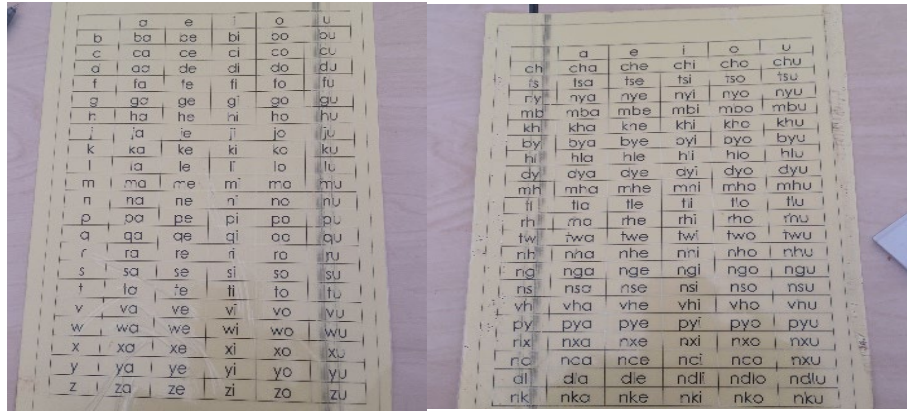 a e i o u
b ba be bi bo bu
c ca ce ci co cu
d da de di do du
f fa fe fi fo fu
g ga ge gi go gu
h ha he hi ho hu
j ja je ji jo ju
k ka ke ki ko ku
l la le li lo lu
m ma me mi mo mu
n na ne ni no nu
p pa pe pi po pu
q qa qe qi qo qu
r ra re ri ro ru
s sa se si so su
t ta te ti to tu
v va ve vi vo vu
w wa we wi wo wu
x xa xe xi xo xu
y ya ye yi yo yu
z za ze zi zo zu
a e i o u
ch cha che chi cho chu
ts tsa tse tsi tso tsu
ny nya nye nyi nyo nyu
mb mba mbe mbi mbo mbu
kh kha khe khi kho khu
by bya bye byi byo byu
hl hla hle hli hlo hlu
dy dya dye dyi dyo dyu
mh mha mhe mhi mho mhu
tl tla tle tli tlo tlu
rh rha rhe rhi rho rhu
tw twa twe twi two twu
nh nha nhe nhi nho nhu
ng nga nge ngi ngo ngu
ns nsa nse nsi nso nsu
vh vha vhe vhi vho vhu
py pya pye pyi pyo pyu
nx nxa nxe nxi nxo nxu
nc nca nce nci nco nxu
dl dla dle ndli ndlo ndlu
nk nka nke nki nko nku